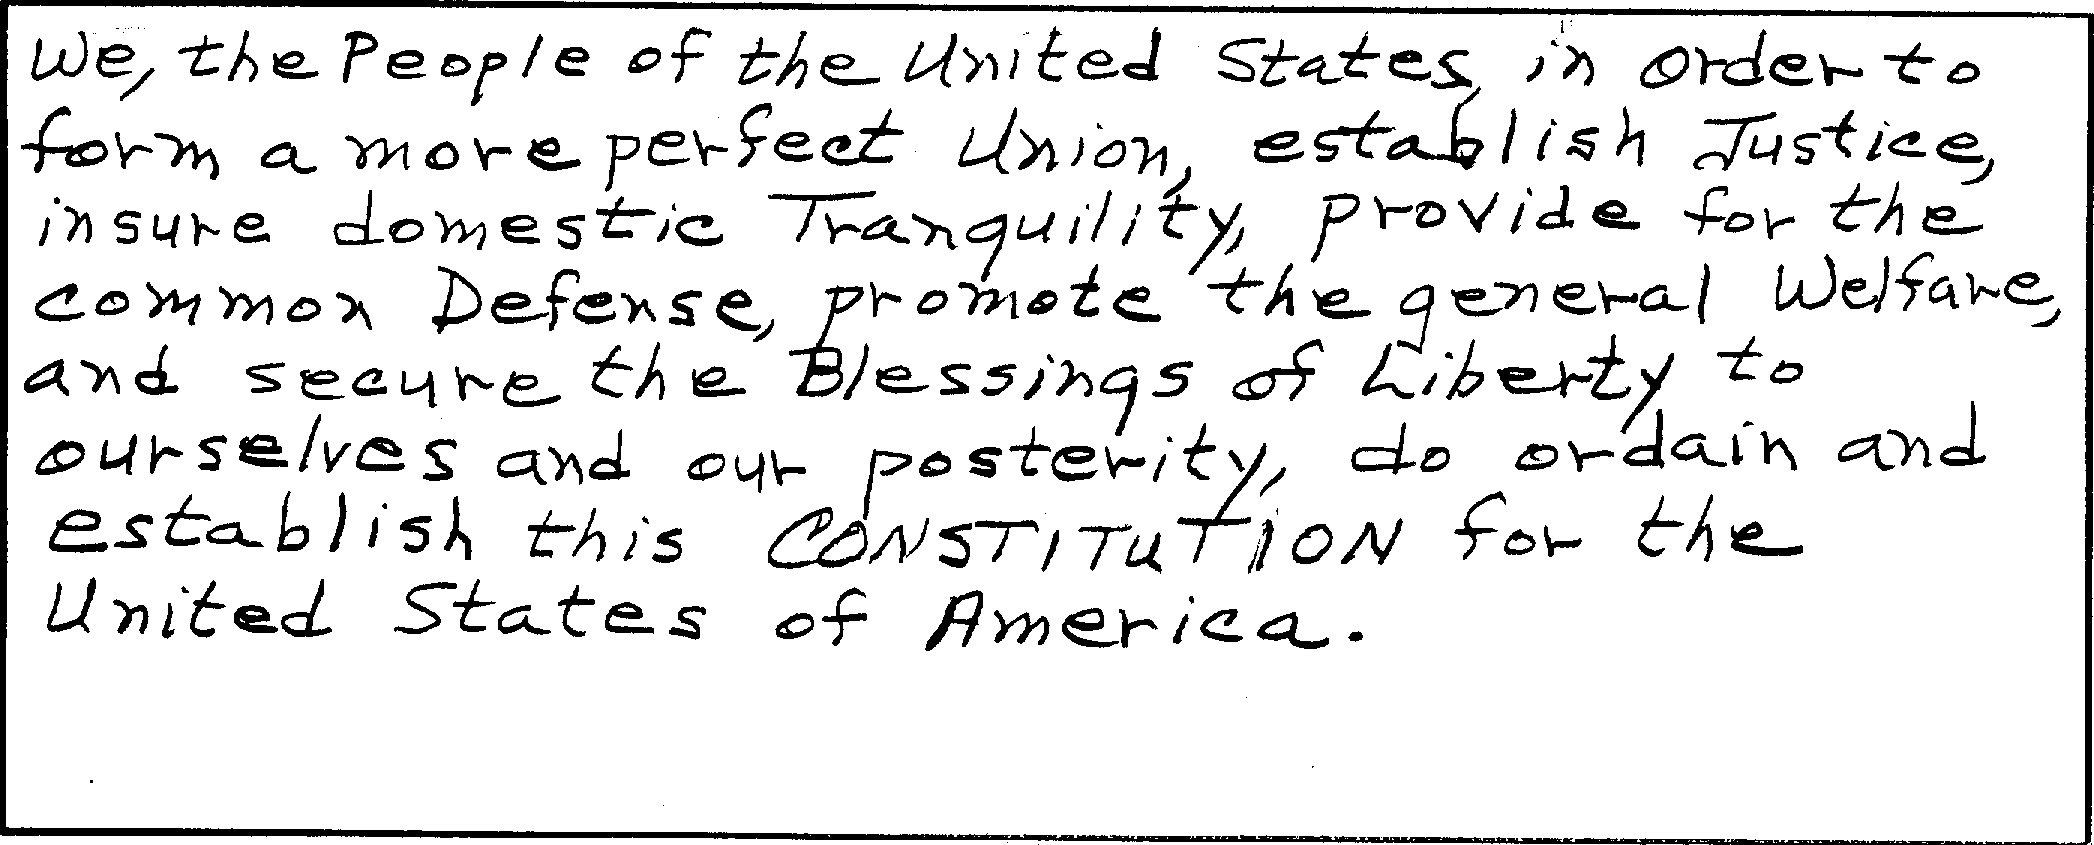 We, the People of the United States, in order to
form a more perfect Union, establish Justice,
insure domestic Tranquility, provide for the
common Defense, promote the general Welfare,
and secure the Blessings of Liberty to
ourselves and our posterity, do ordain and
establish this CONSTITUTION for the
United States of America.